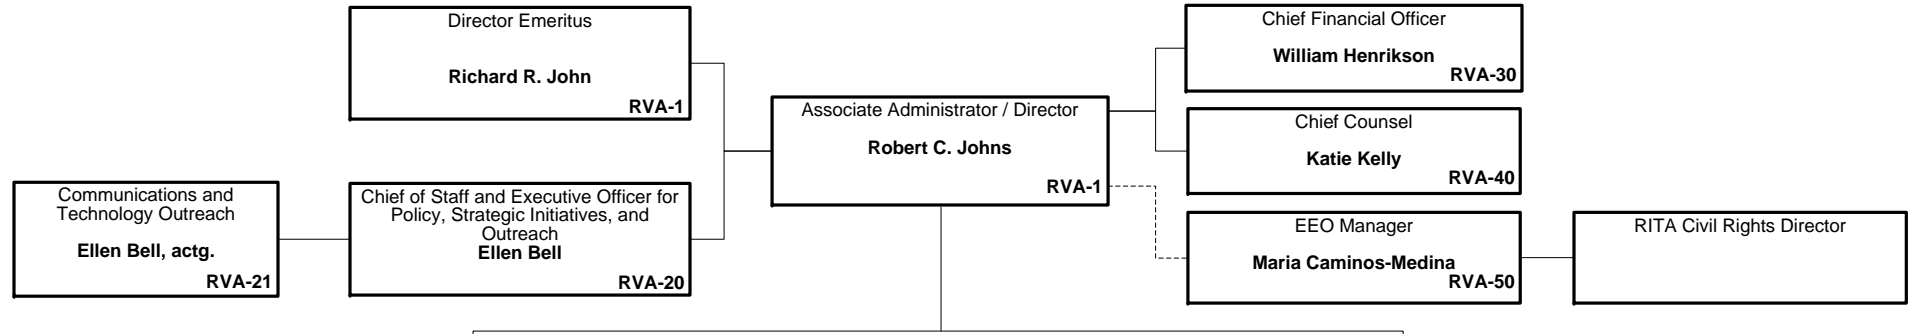 Director Emeritus
Richard R. John
RVA-1
Chief Financial Officer
William Henrikson
RVA-30
Associate Administrator / Director
Robert C. Johns
RVA-1
Chief Counsel
Katie Kelly
RVA-40
Communications and
Technology Outreach
Ellen Bell, actg.
RVA-21
Chief of Staff and Executive Officer for
Policy, Strategic Initiatives, and
Outreach
Ellen Bell
RVA-20
EEO Manager
Maria Caminos-Medina
RVA-50
RITA Civil Rights Director